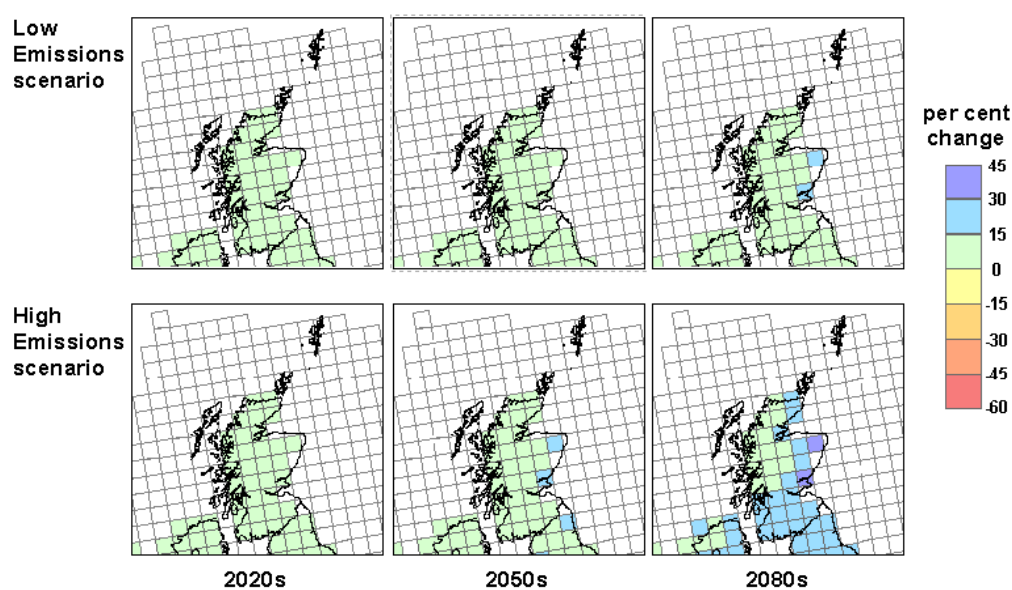 Low
Emissions
scenario
per cent
change
45
30
15
0
-15
-30
-45
-60
High
Emissions
scenario
2020s
2050s
2080s